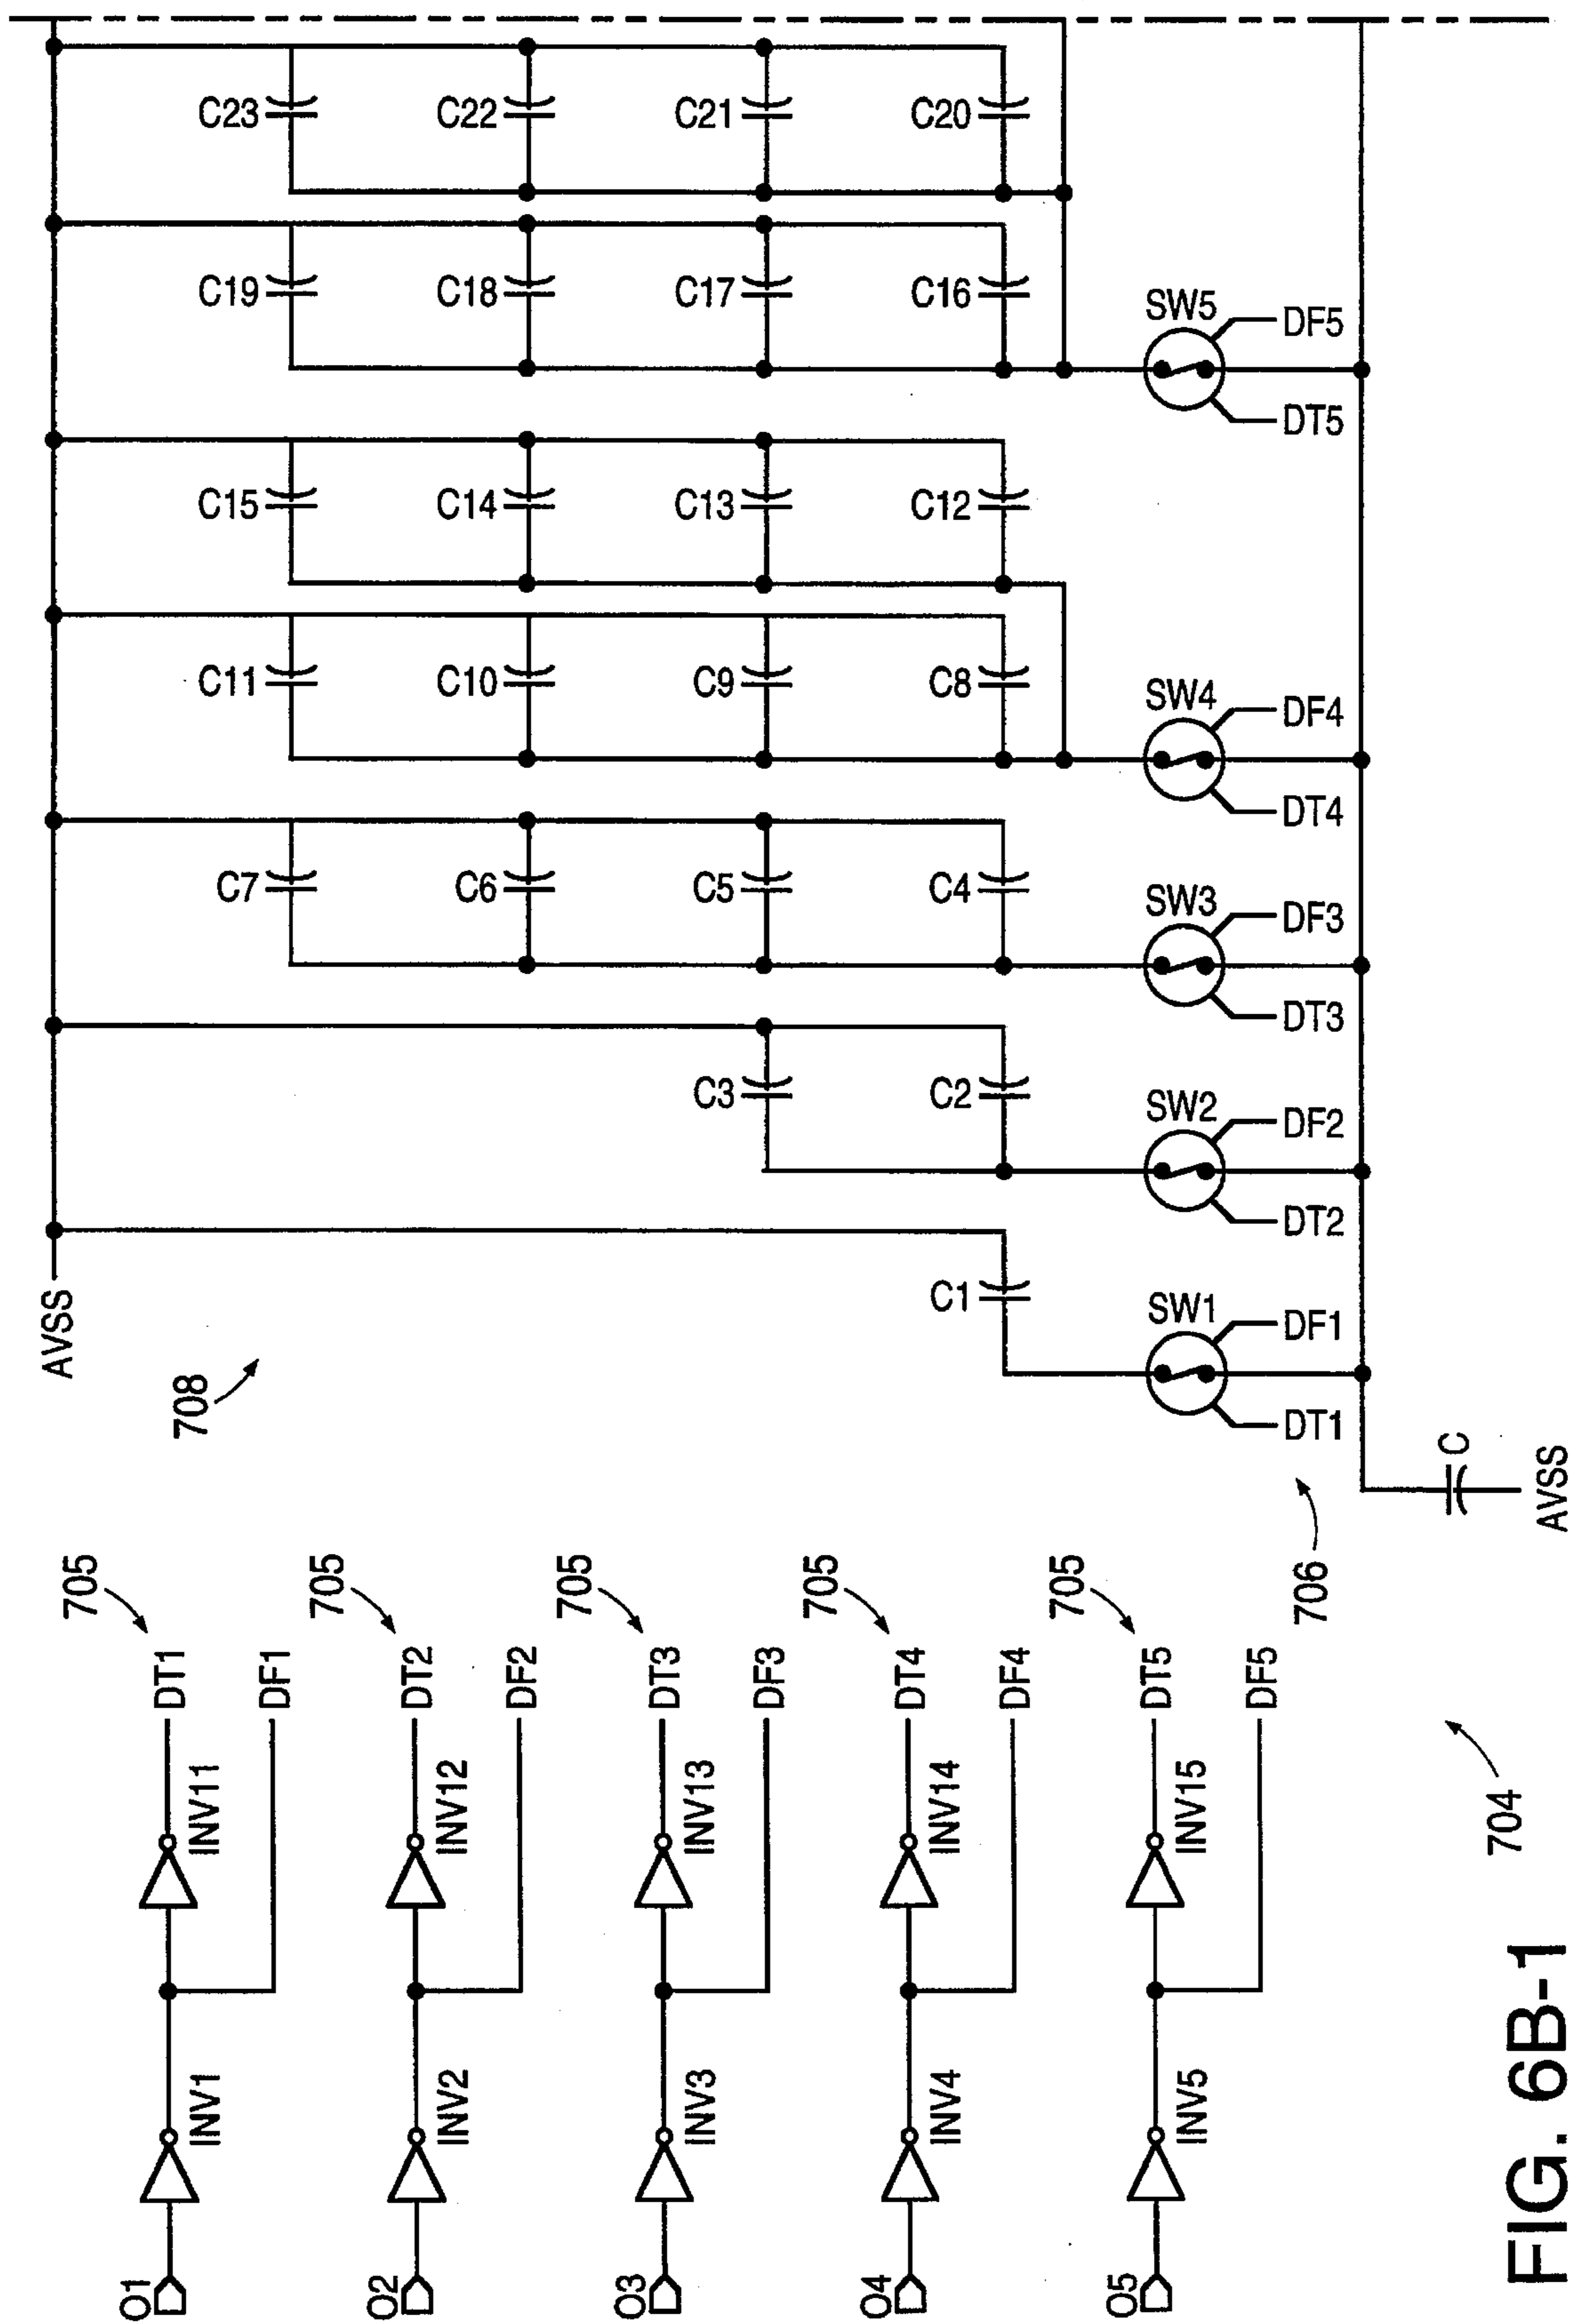 O1
INV1
INV11
DT1
DF1
705
O2
INV2
INV12
DT2
DF2
705
O3
INV3
INV13
DT3
DF3
705
O4
INV4
INV14
DT4
DF4
705
O5
INV5
INV15
DT5
DF5
705
704
706
708
AVSS
C23
C19
C15
C11
C7
C22
C18
C14
C10
C6
C21
C17
C13
C9
C5
C3
C20
C16
C12
C8
C4
C2
C1
SW1
DT1
DF1
SW2
DT2
DF2
SW3
DT3
DF3
SW4
DT4
DF4
SW5
DT5
DF5
C
AVSS
FIG. 6B-1